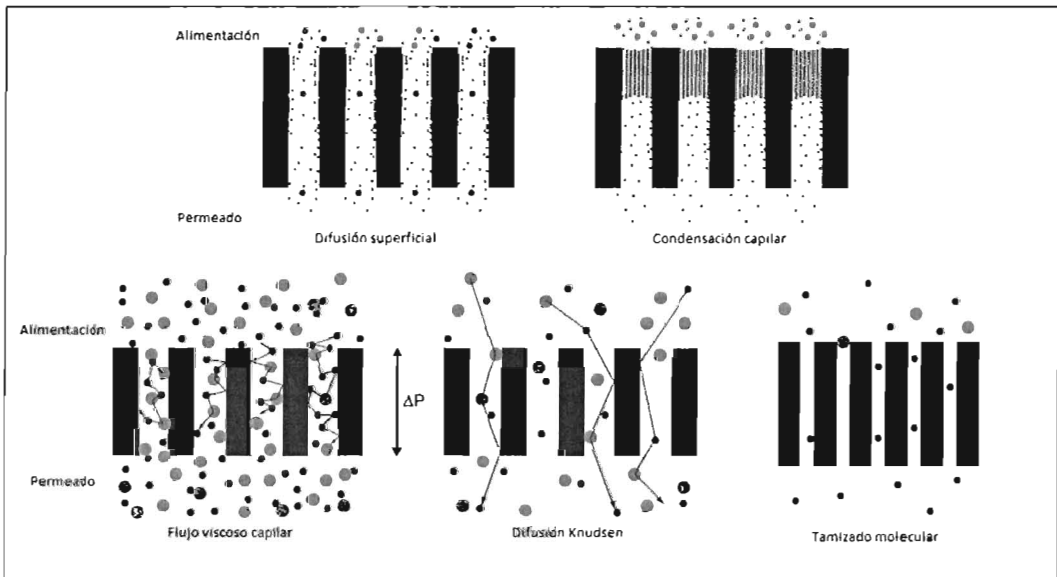 Alimentación
Permeado
Difusión superficial
Condensación capilar
Alimentación
ΔP
Permeado
Flujo viscoso capilar
Difusión Knudsen
Tamizado molecular